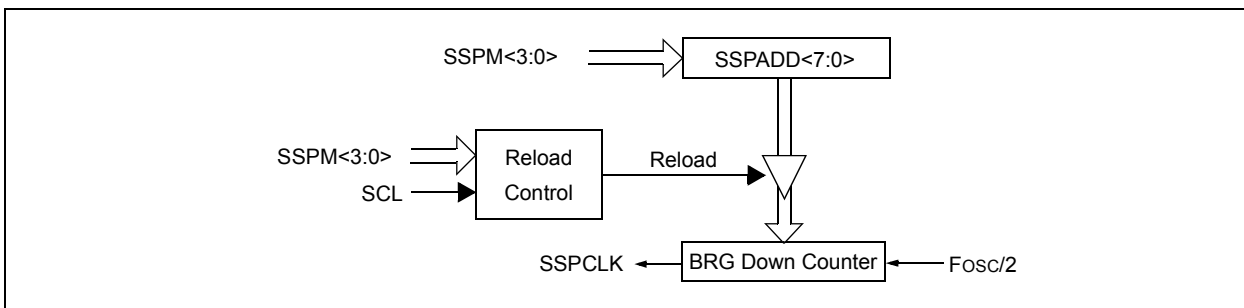 SSPM<3:0>
SSPADD<7:0>
SSPM<3:0>
SCL
Reload
Control
Reload
SSPCLK
BRG Down Counter
FOSC/2